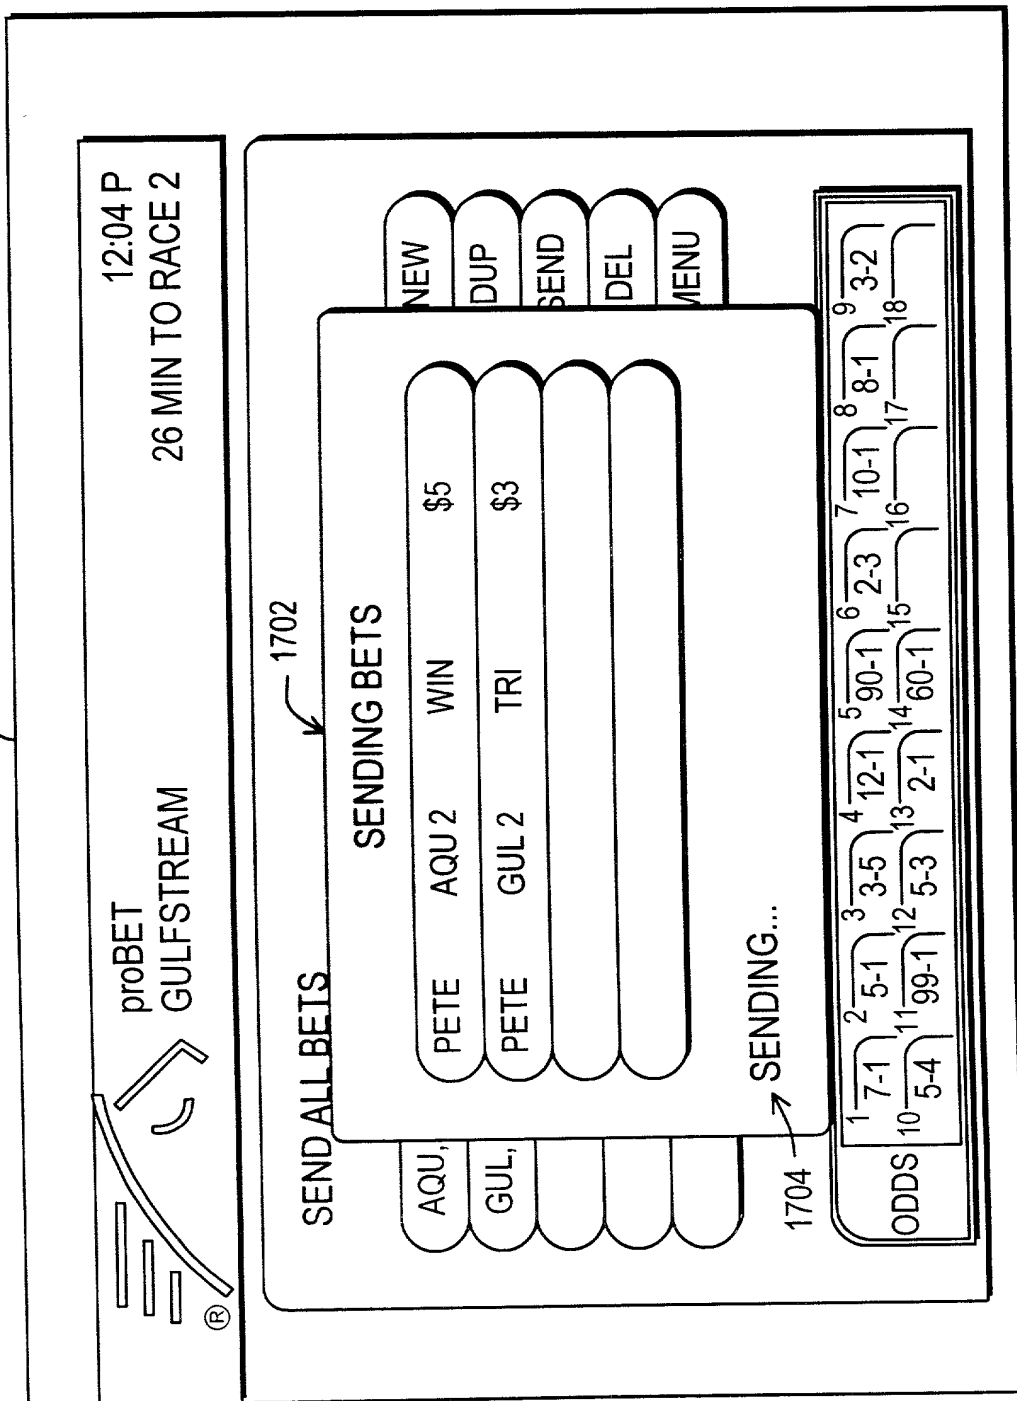 proBET 12:04 P
GULFSTREAM 26 MIN TO RACE 2
®
SEND ALL BETS
1702
SENDING BETS
AQU,
GUL,
PETE AQU 2 WIN $5
PETE GUL 2 TRI $3
NEW
DUP
SEND
DEL
MENU
1704
SENDING...
ODDS
1 7-1 2 5-1 3 3-5 4 12-1 5 90-1 6 2-3 7 10-1 8 8-1 9 3-2
10 5-4 11 99-1 12 5-3 13 2-1 14 60-1 15 16 17 18